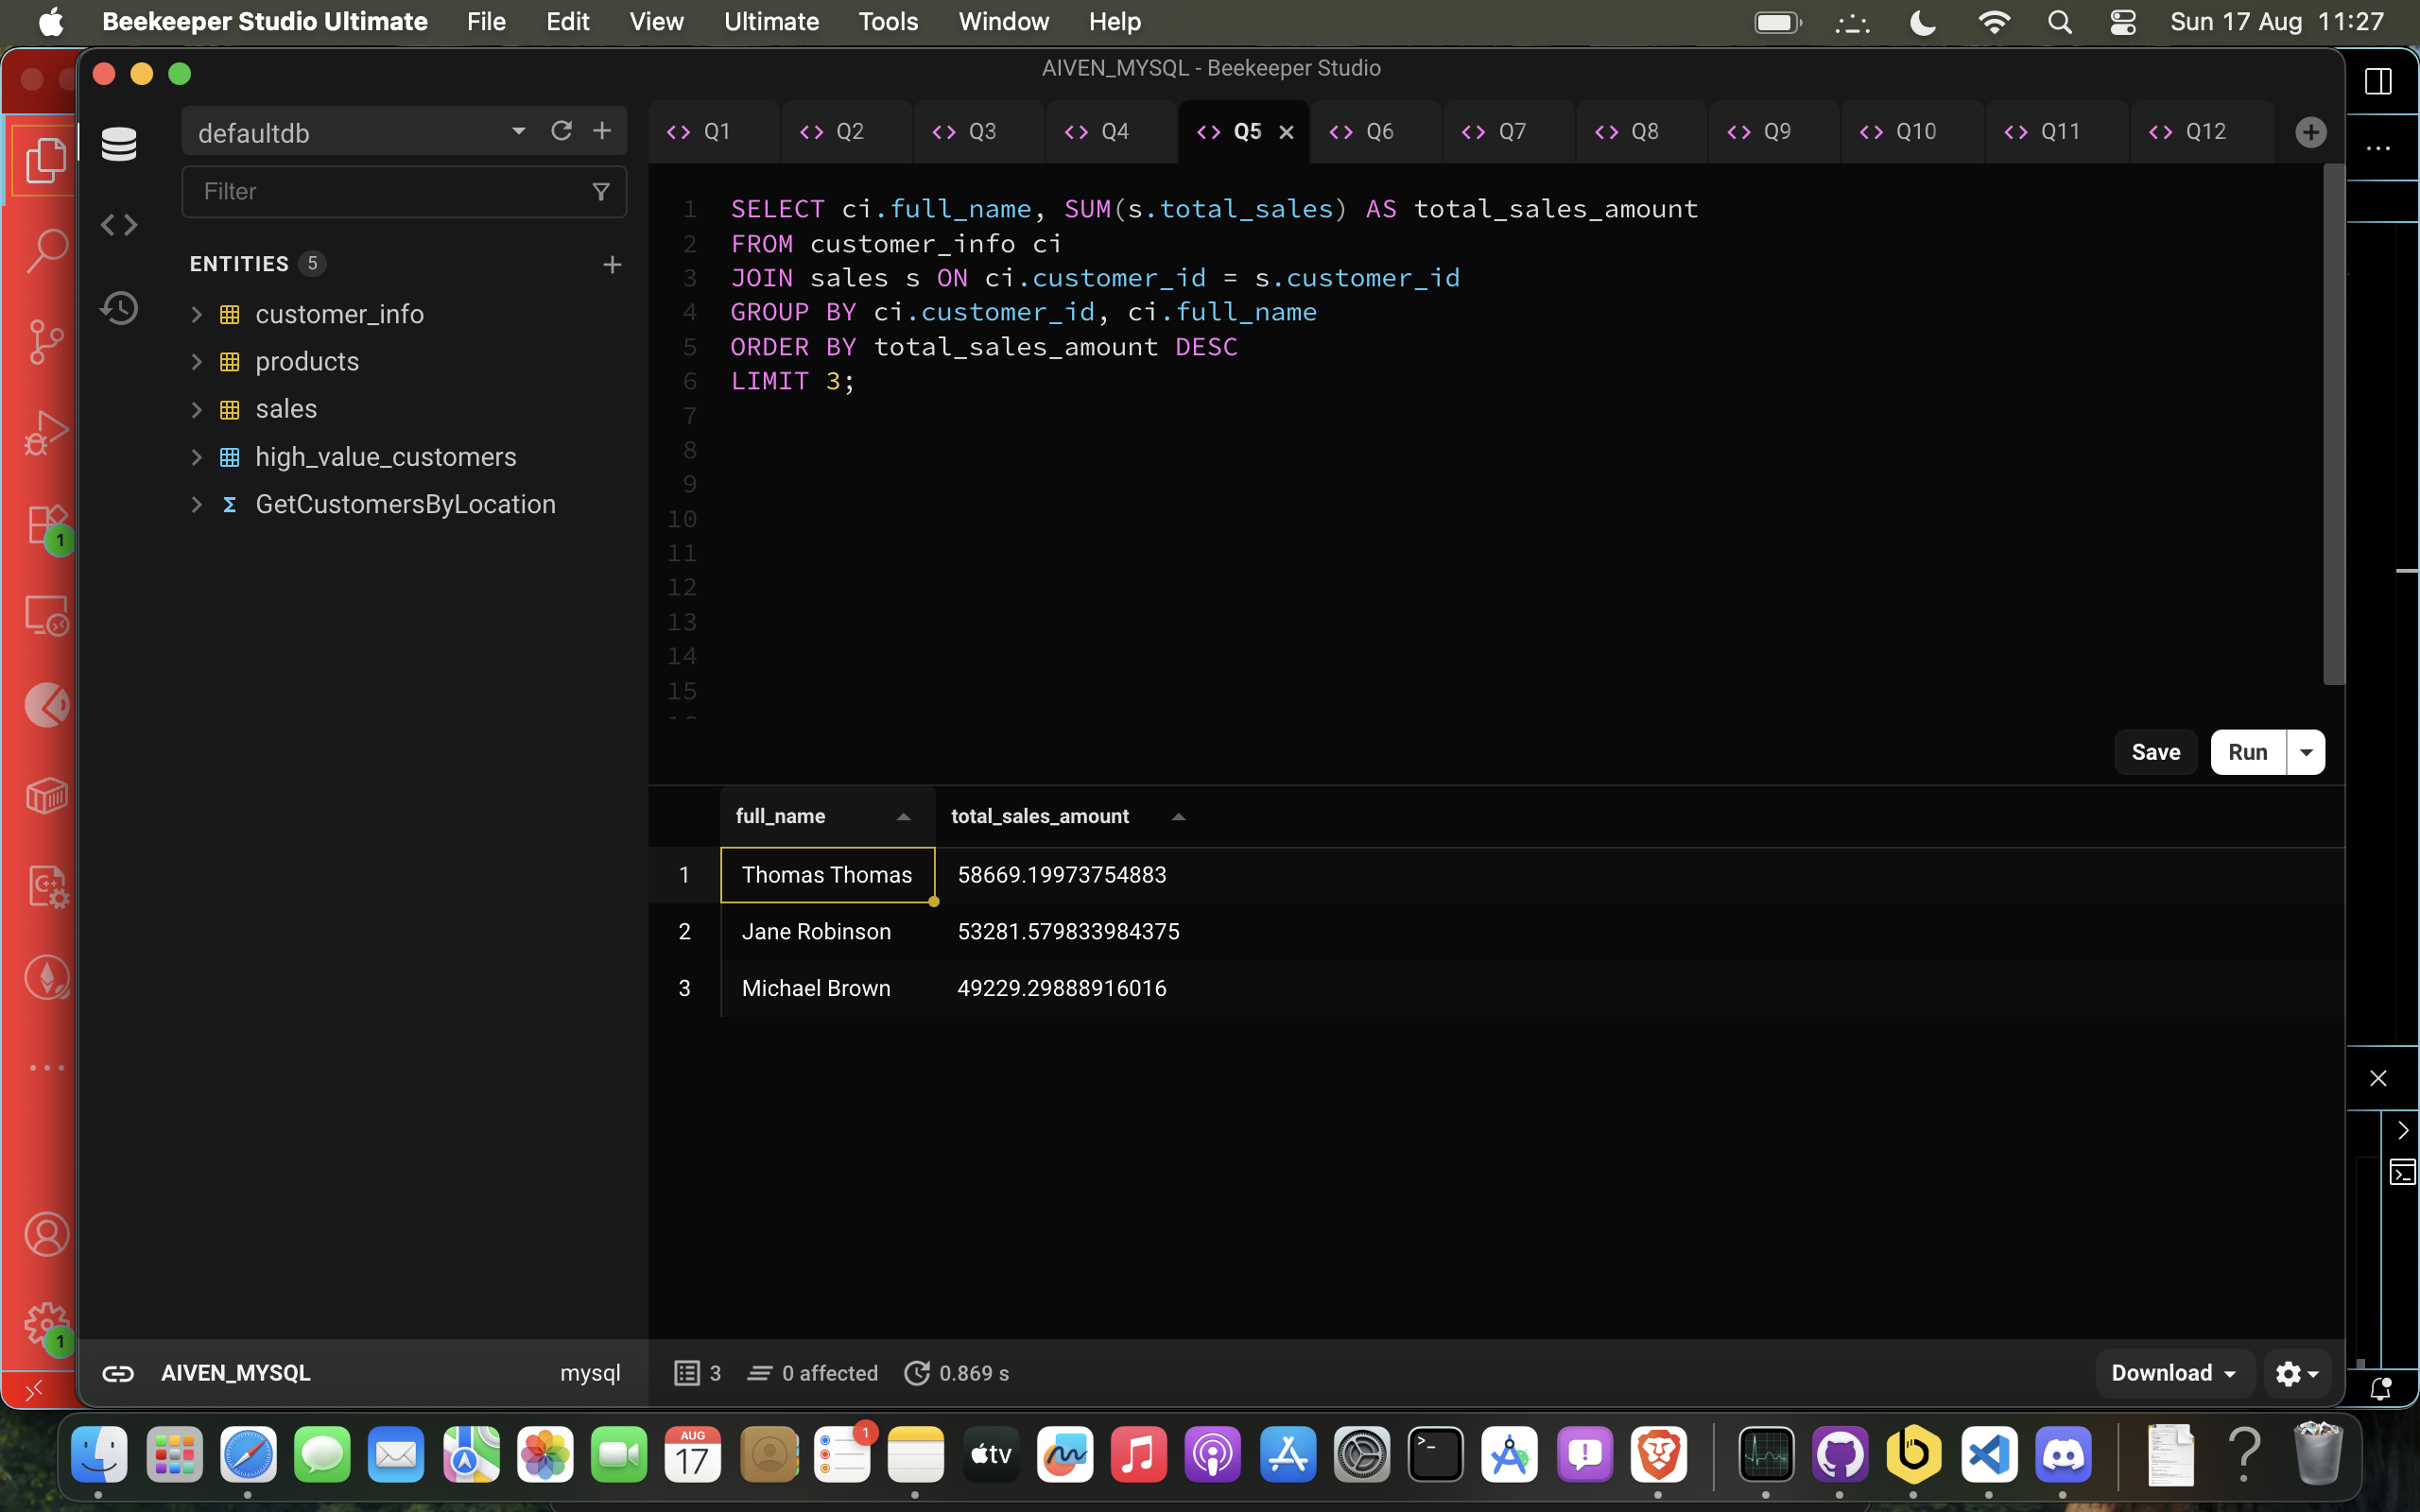 Beekeeper Studio Ultimate File Edit View Ultimate Tools Window Help Sun 17 Aug 11:27
AIVEN_MYSQL - Beekeeper Studio
defaultdb
Q1 Q2 Q3 Q4 Q5 Q6 Q7 Q8 Q9 Q10 Q11 Q12
Filter
ENTITIES 5
customer_info
products
sales
high_value_customers
GetCustomersByLocation
1 SELECT ci.full_name, SUM(s.total_sales) AS total_sales_amount
2 FROM customer_info ci
3 JOIN sales s ON ci.customer_id = s.customer_id
4 GROUP BY ci.customer_id, ci.full_name
5 ORDER BY total_sales_amount DESC
6 LIMIT 3;
7
8
9
10
11
12
13
14
15
Save Run
full_name total_sales_amount
1 Thomas Thomas 58669.19973754883
2 Jane Robinson 53281.579833984375
3 Michael Brown 49229.29888916016
1
C++
1
AIVEN_MYSQL mysql 3 0 affected 0.869 s Download
AUG
17
1
tv